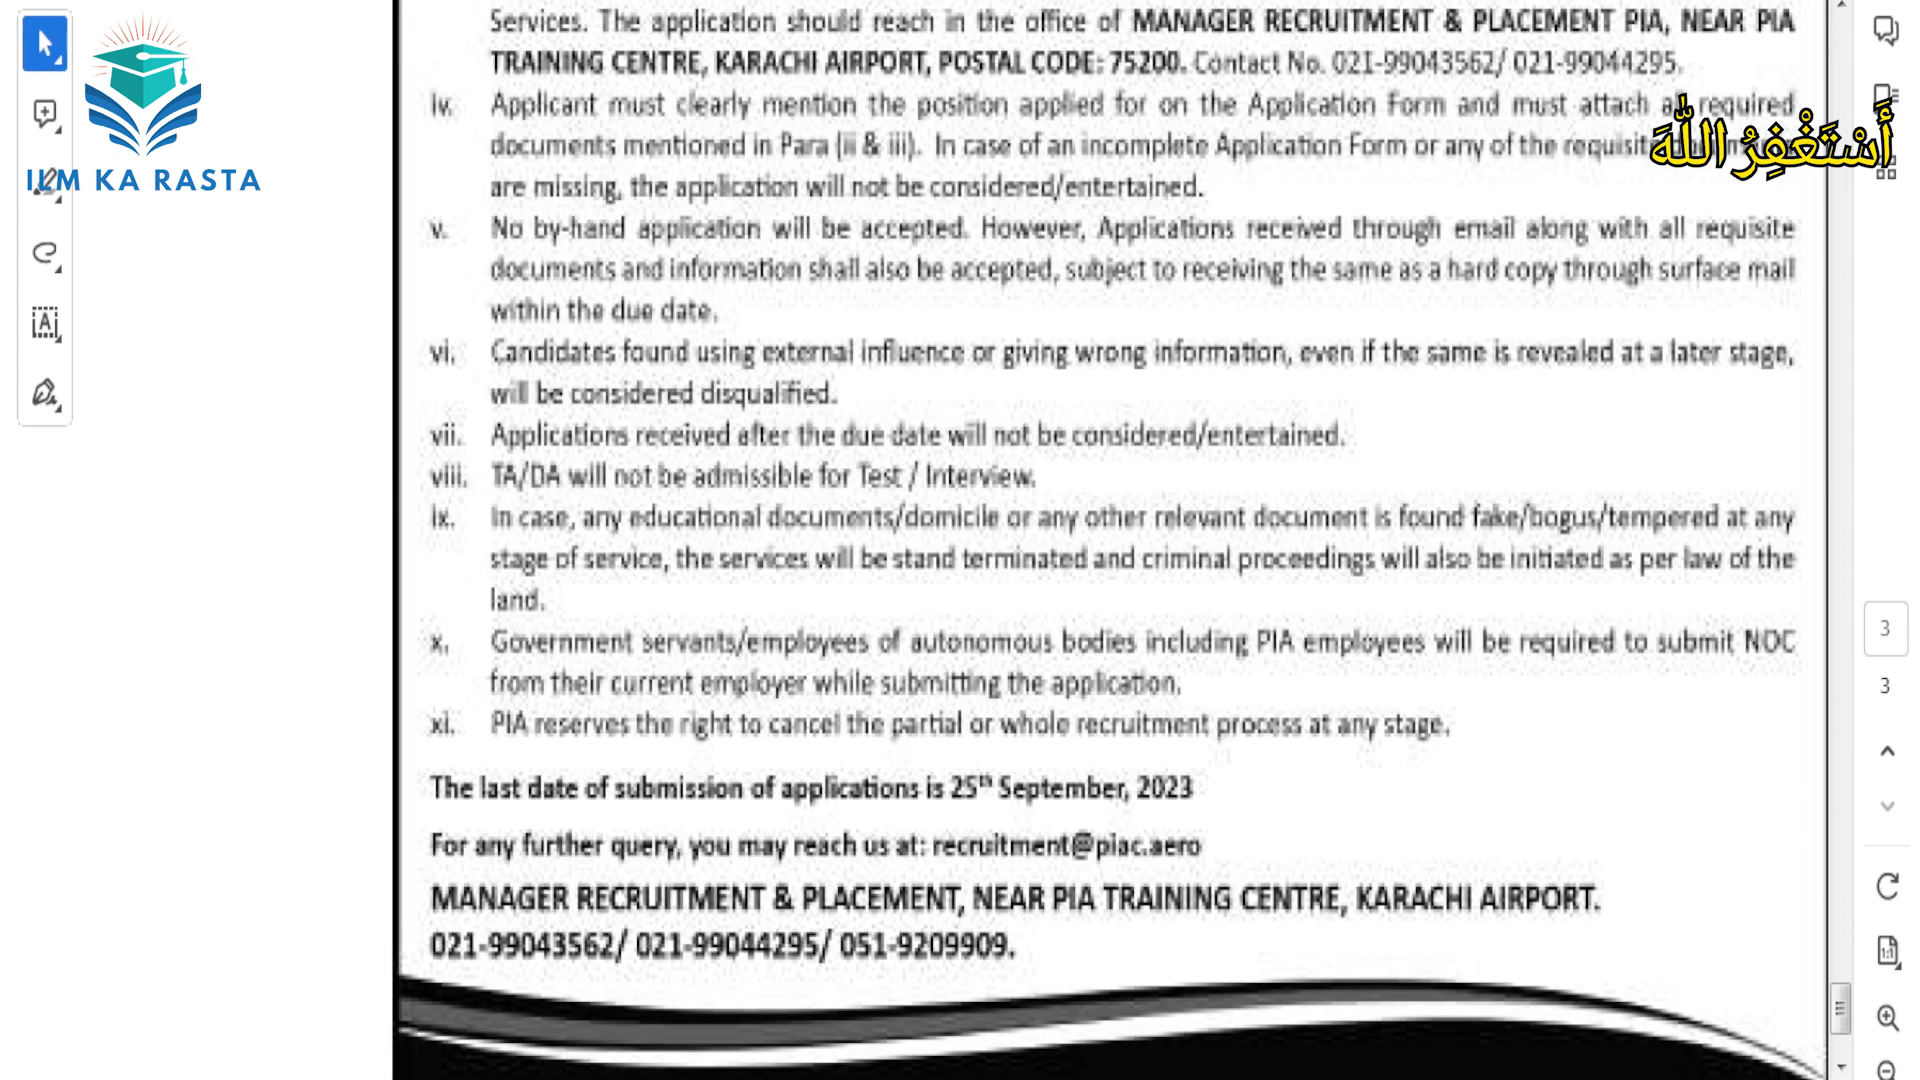 Services. The application should reach in the office of MANAGER RECRUITMENT & PLACEMENT PIA, NEAR PIA
TRAINING CENTRE, KARACHI AIRPORT, POSTAL CODE: 75200. Contact No. 021-99043562/ 021-99044295.
iv. Applicant must clearly mention the position applied for on the Application Form and must attach all required
documents mentioned in Para (ii & iii). In case of an incomplete Application Form or any of the requisite
are missing, the application will not be considered/entertained.
v. No by-hand application will be accepted. However, Applications received through email along with all requisite
documents and information shall also be accepted, subject to receiving the same as a hard copy through surface mail
within the due date.
vi. Candidates found using external influence or giving wrong information, even if the same is revealed at a later stage,
will be considered disqualified.
vii. Applications received after the due date will not be considered/entertained.
viii. TA/DA will not be admissible for Test / Interview.
ix. In case, any educational documents/domicile or any other relevant document is found fake/bogus/tempered at any
stage of service, the services will be stand terminated and criminal proceedings will also be initiated as per law of the
land.
x. Government servants/employees of autonomous bodies including PIA employees will be required to submit NOC
from their current employer while submitting the application.
xi. PIA reserves the right to cancel the partial or whole recruitment process at any stage.
The last date of submission of applications is 25th September, 2023
For any further query, you may reach us at: recruitment@piac.aero
MANAGER RECRUITMENT & PLACEMENT, NEAR PIA TRAINING CENTRE, KARACHI AIRPORT.
021-99043562/ 021-99044295/ 051-9209909.
ILM KA RASTA
أَسْتَغْفِرُ اللّٰهَ
3
3